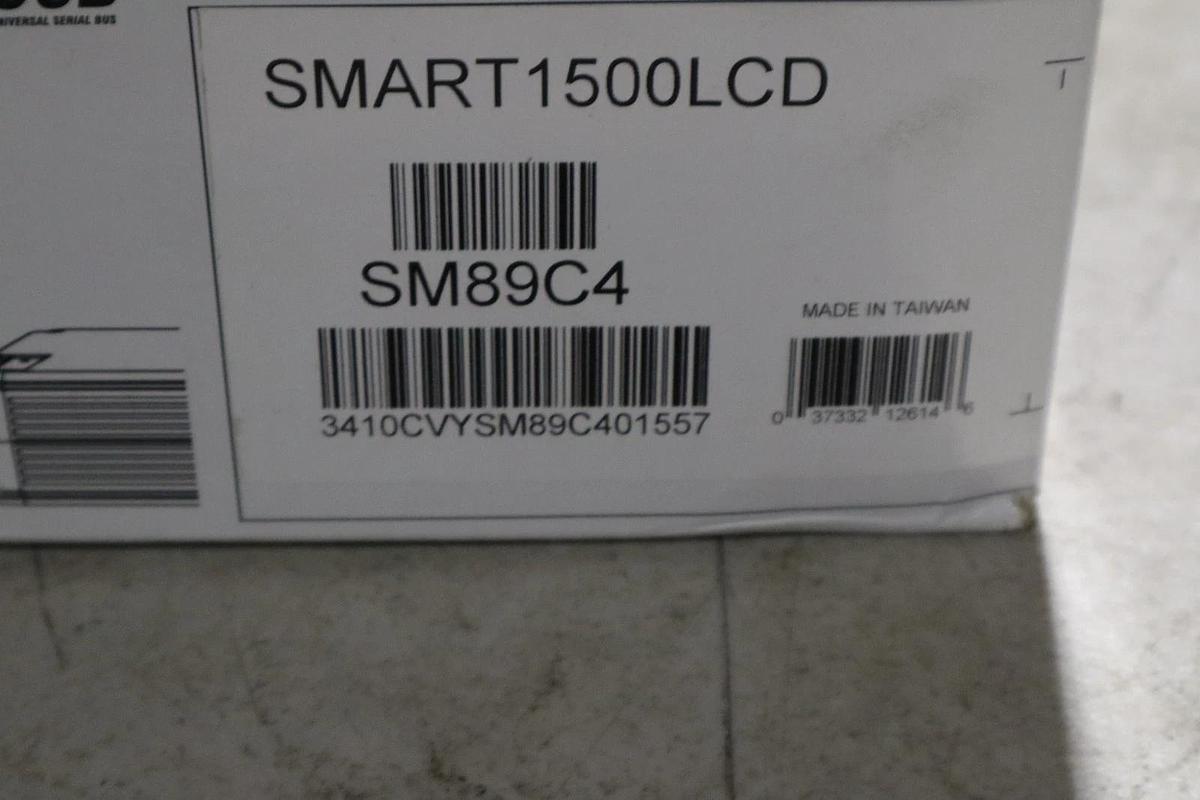 UNIVERSAL SERIAL BUS
SMART1500LCD
SM89C4
MADE IN TAIWAN
3410CVYSM89C401557
0 37332 12614 6